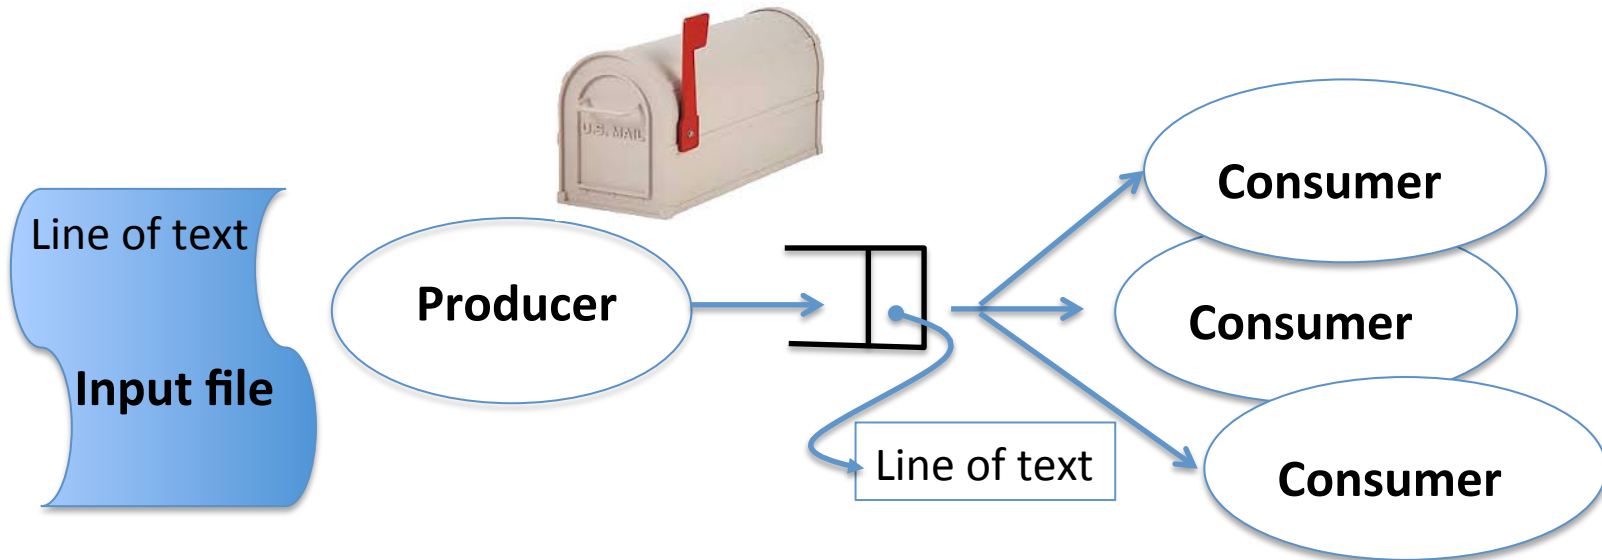 U.S. MAIL
Consumer
Line of text
Producer
Consumer
Input file
Line of text
Consumer